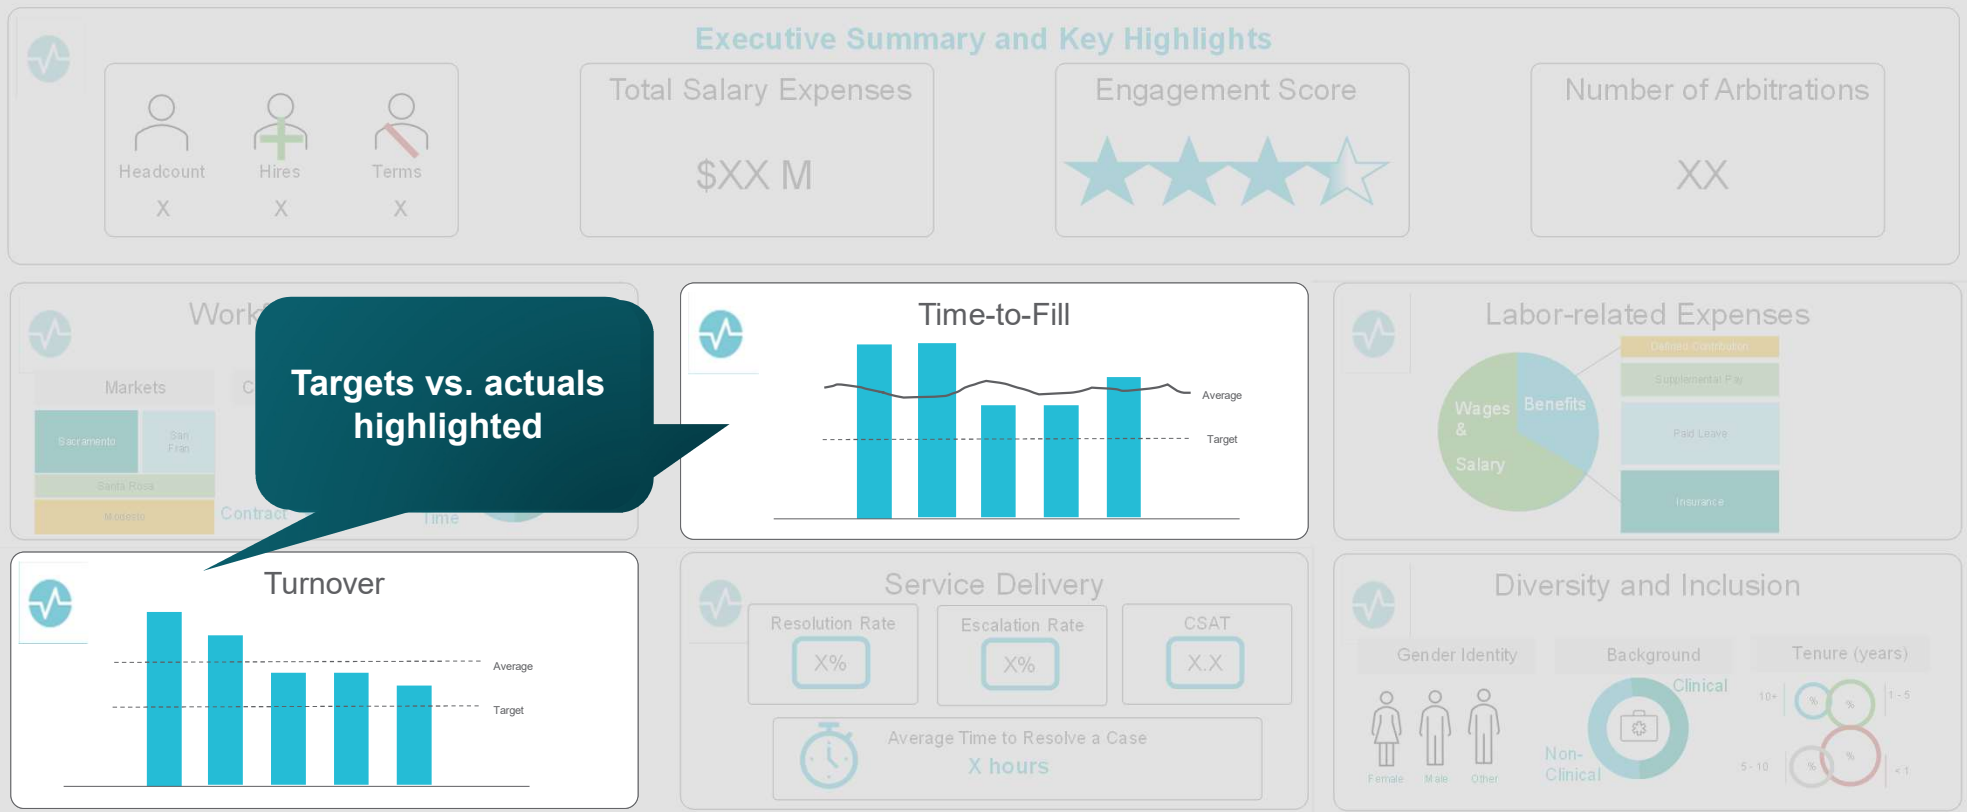 Executive Summary and Key Highlights
Headcount
X
Hires
X
Terms
X
Total Salary Expenses
$XX M
Engagement Score
Number of Arbitrations
XX
Targets vs. actuals
highlighted
Markets
Sacramento
San
Fran
Santa Rosa
Modesto
Contract
Time
Time-to-Fill
Average
Target
Labor-related Expenses
Wages
&
Salary
Benefits
Defined Contribution
Supplemental Pay
Paid Leave
Insurance
Turnover
Average
Target
Service Delivery
Resolution Rate
X%
Escalation Rate
X%
CSAT
X.X
Average Time to Resolve a Case
X hours
Diversity and Inclusion
Gender Identity
Female
Male
Other
Background
Clinical
Non-
Clinical
Tenure (years)
10+
%
%
1 - 5
5 - 10
%
%
< 1